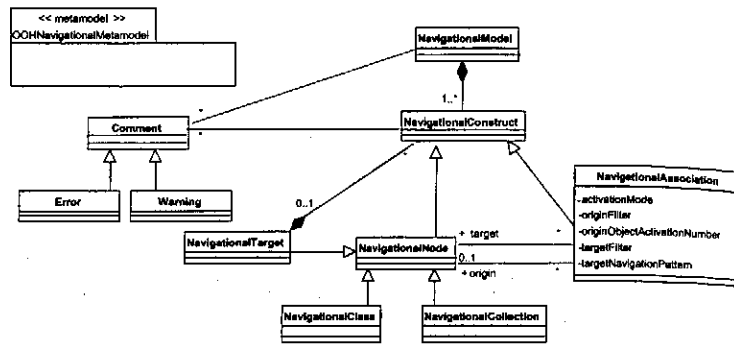 << metamodel >>
OOHNavigationalMetamodel
NavigationalModel
1..*
*
Comment
*
NavigationalConstruct
*
Error
Warning
0..1
NavigationalTarget
NavigationalNode
+ target
*
0..1
*
+origin
NavigationalAssociation
-activationMode
-originFilter
-originObjectActivationNumber
-targetFilter
-targetNavigationPattern
NavigationalClass
NavigationalCollection